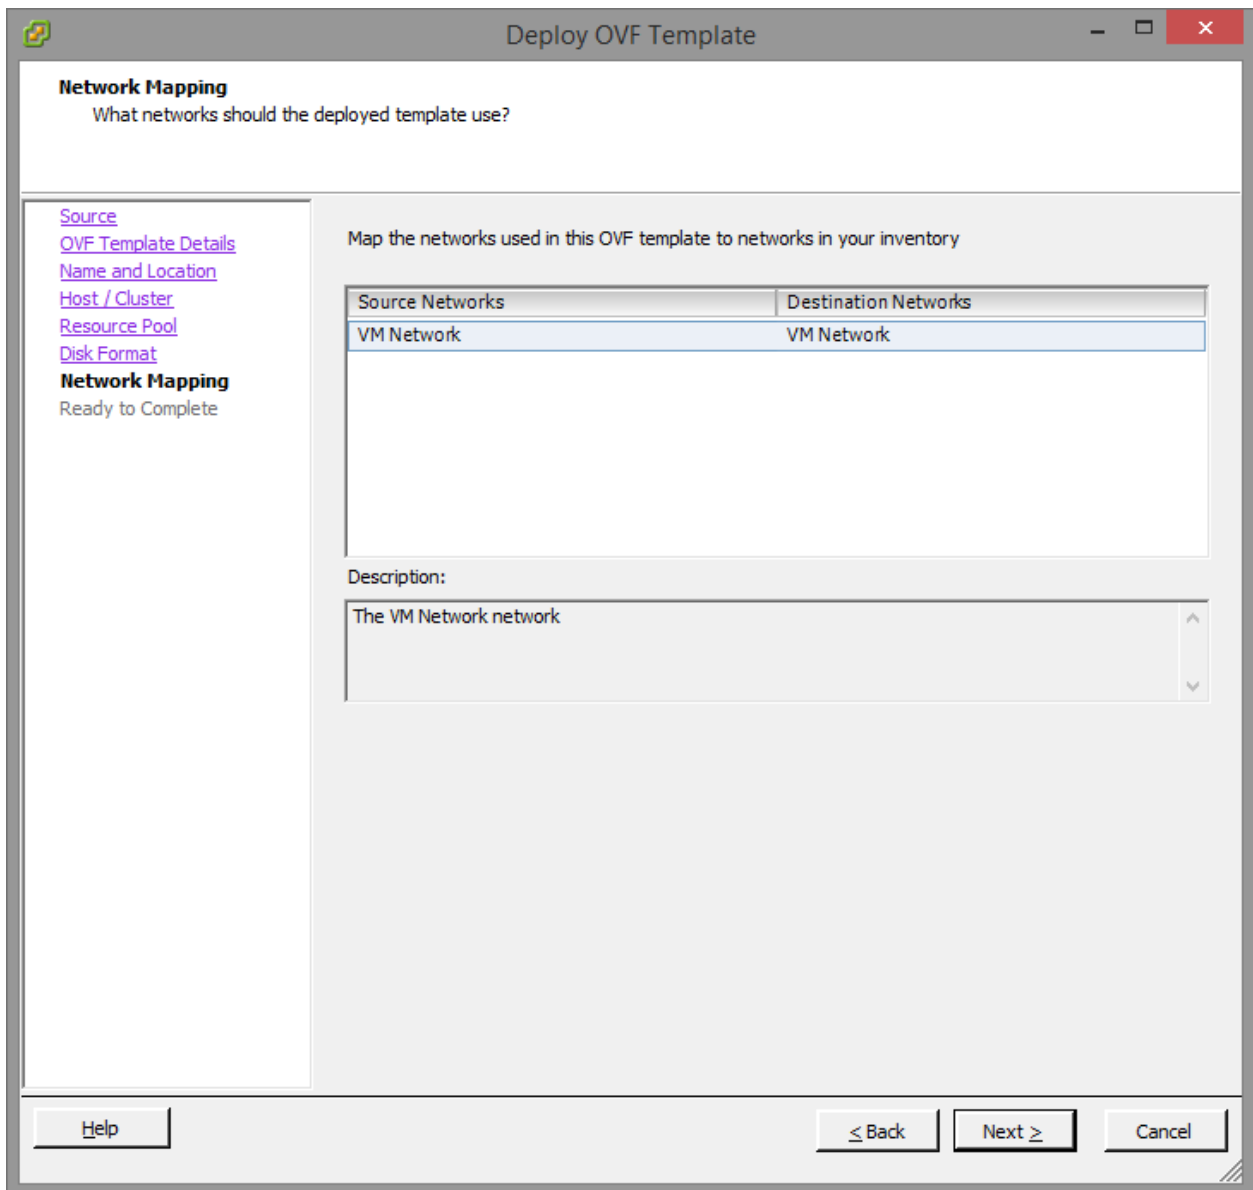 Deploy OVF Template
Network Mapping
What networks should the deployed template use?
Source
OVF Template Details
Name and Location
Host / Cluster
Resource Pool
Disk Format
Network Mapping
Ready to Complete
Map the networks used in this OVF template to networks in your inventory
Source Networks Destination Networks
VM Network VM Network
Description:
The VM Network network
Help < Back Next > Cancel